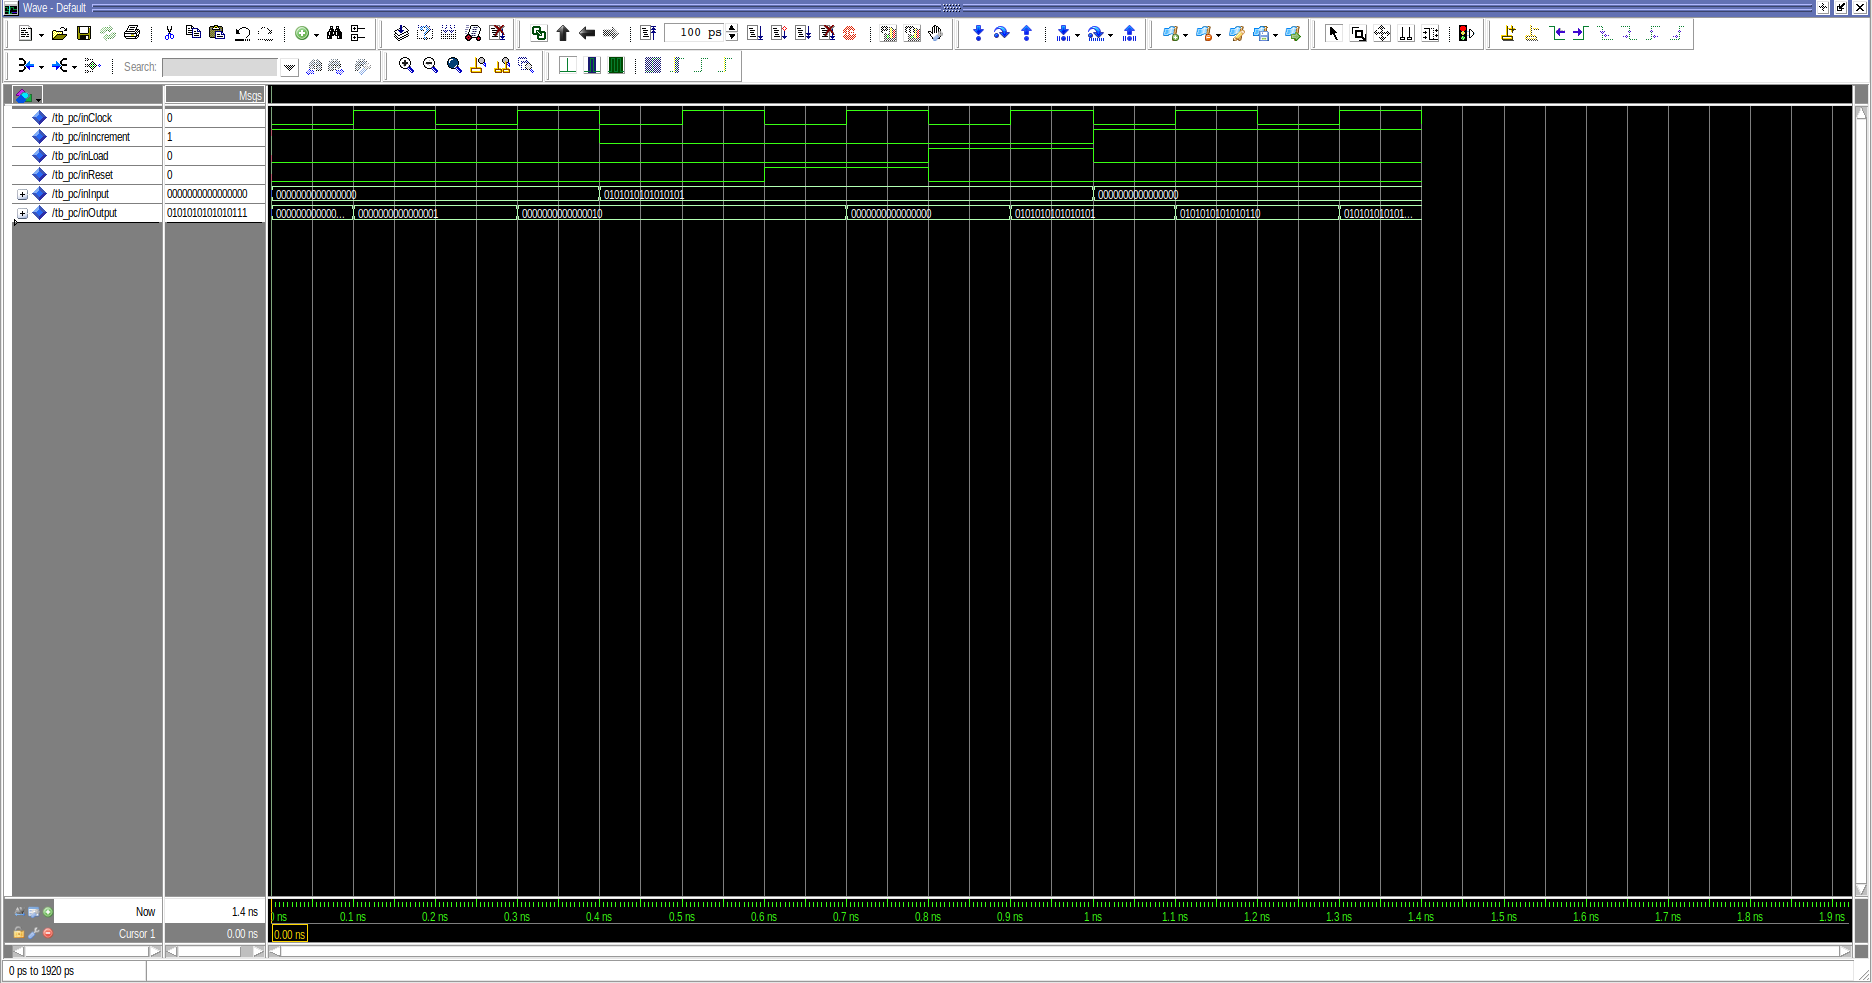 Wave - Default
100 ps
Search:
Msgs
/tb_pc/inClock 0
/tb_pc/inIncrement 1
/tb_pc/inLoad 0
/tb_pc/inReset 0
/tb_pc/inInput 0000000000000000 0000000000000000 0101010101010101 0000000000000000
/tb_pc/inOutput 0101010101010111 000000000000... 0000000000000001 0000000000000010 0000000000000000 0101010101010101 0101010101010110 010101010101...
Now 1.4 ns ns 0.1 ns 0.2 ns 0.3 ns 0.4 ns 0.5 ns 0.6 ns 0.7 ns 0.8 ns 0.9 ns 1 ns 1.1 ns 1.2 ns 1.3 ns 1.4 ns 1.5 ns 1.6 ns 1.7 ns 1.8 ns 1.9 ns
Cursor 1 0.00 ns 0.00 ns
0 ps to 1920 ps